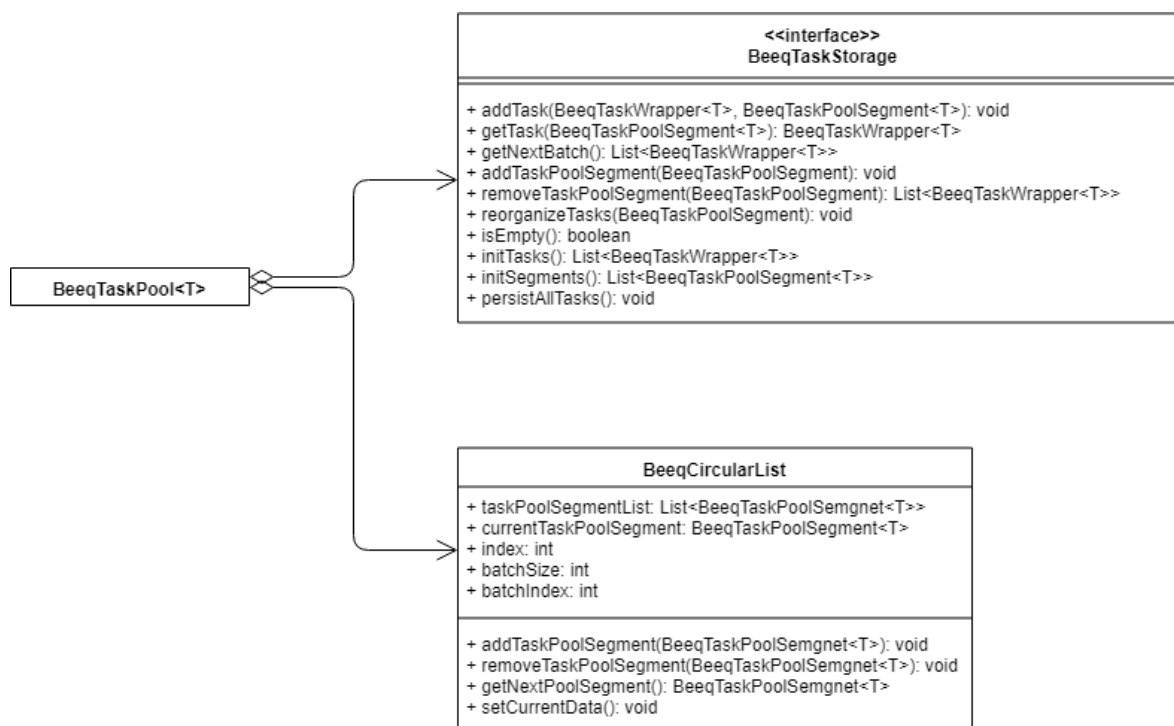 <<interface>>
BeeqTaskStorage
+ addTask(BeeqTaskWrapper<T>, BeeqTaskPoolSegment<T>): void
+ getTask(BeeqTaskPoolSegment<T>): BeeqTaskWrapper<T>
+ getNextBatch(): List<BeeqTaskWrapper<T>>
+ addTaskPoolSegment(BeeqTaskPoolSegment): void
+ removeTaskPoolSegment(BeeqTaskPoolSegment): List<BeeqTaskWrapper<T>>
+ reorganizeTasks(BeeqTaskPoolSegment): void
+ isEmpty(): boolean
+ initTasks(): List<BeeqTaskWrapper<T>>
+ initSegments(): List<BeeqTaskPoolSegment<T>>
+ persistAllTasks(): void
BeeqTaskPool<T>
BeeqCircularList
+ taskPoolSegmentList: List<BeeqTaskPoolSemgnet<T>>
+ currentTaskPoolSegment: BeeqTaskPoolSegment<T>
+ index: int
+ batchSize: int
+ batchIndex: int
+ addTaskPoolSegment(BeeqTaskPoolSemgnet<T>): void
+ removeTaskPoolSegment(BeeqTaskPoolSemgnet<T>): void
+ getNextPoolSegment(): BeeqTaskPoolSemgnet<T>
+ setCurrentData(): void